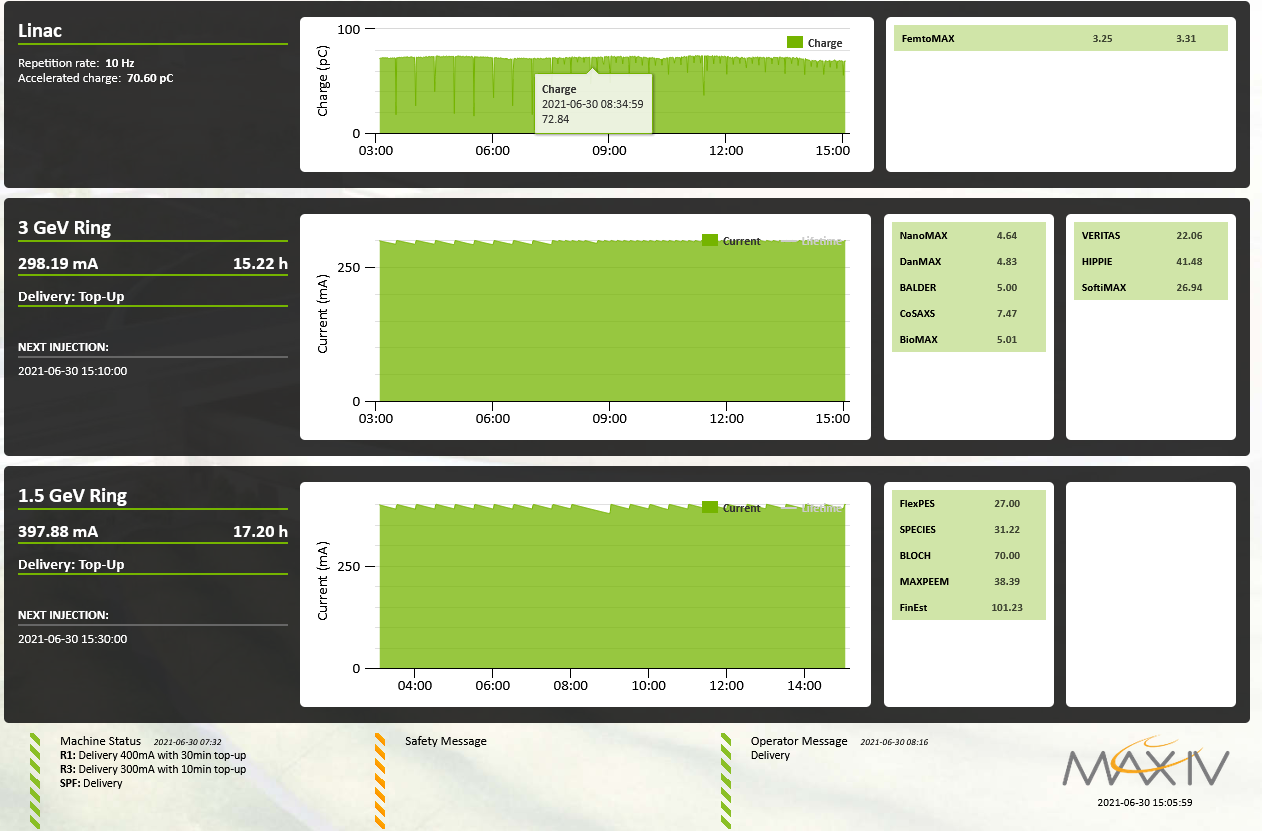 Linac
Repetition rate: 10 Hz
Accelerated charge: 70.60 pC
Charge (pC)
100
0
Charge
Charge
2021-06-30 08:34:59
72.84
03:00 06:00 09:00 12:00 15:00
FemtoMAX 3.25 3.31
3 GeV Ring
298.19 mA 15.22 h
Delivery: Top-Up
NEXT INJECTION:
2021-06-30 15:10:00
Current (mA)
250
0
Current Lifetime
03:00 06:00 09:00 12:00 15:00
NanoMAX 4.64
DanMAX 4.83
BALDER 5.00
CoSAXS 7.47
BioMAX 5.01
VERITAS 22.06
HIPPIE 41.48
SoftiMAX 26.94
1.5 GeV Ring
397.88 mA 17.20 h
Delivery: Top-Up
NEXT INJECTION:
2021-06-30 15:30:00
Current (mA)
250
0
Current Lifetime
04:00 06:00 08:00 10:00 12:00 14:00
FlexPES 27.00
SPECIES 31.22
BLOCH 70.00
MAXPEEM 38.39
FinEst 101.23
Machine Status 2021-06-30 07:32
R1: Delivery 400mA with 30min top-up
R3: Delivery 300mA with 10min top-up
SPF: Delivery
Safety Message
Operator Message 2021-06-30 08:16
Delivery
MAX IV
2021-06-30 15:05:59